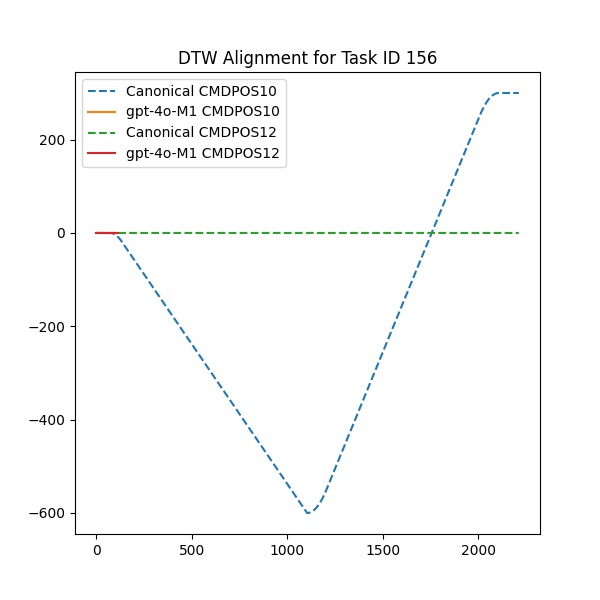 DTW Alignment for Task ID 156
Canonical CMDPOS10
gpt-4o-M1 CMDPOS10
Canonical CMDPOS12
gpt-4o-M1 CMDPOS12
200
0
−200
−400
−600
0 500 1000 1500 2000